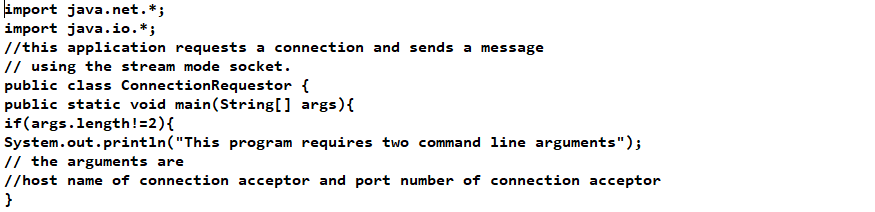 import java.net.*;
import java.io.*;
//this application requests a connection and sends a message
// using the stream mode socket.
public class ConnectionRequestor {
public static void main(String[] args){
if(args.length!=2){
System.out.println("This program requires two command line arguments");
// the arguments are
//host name of connection acceptor and port number of connection acceptor
}